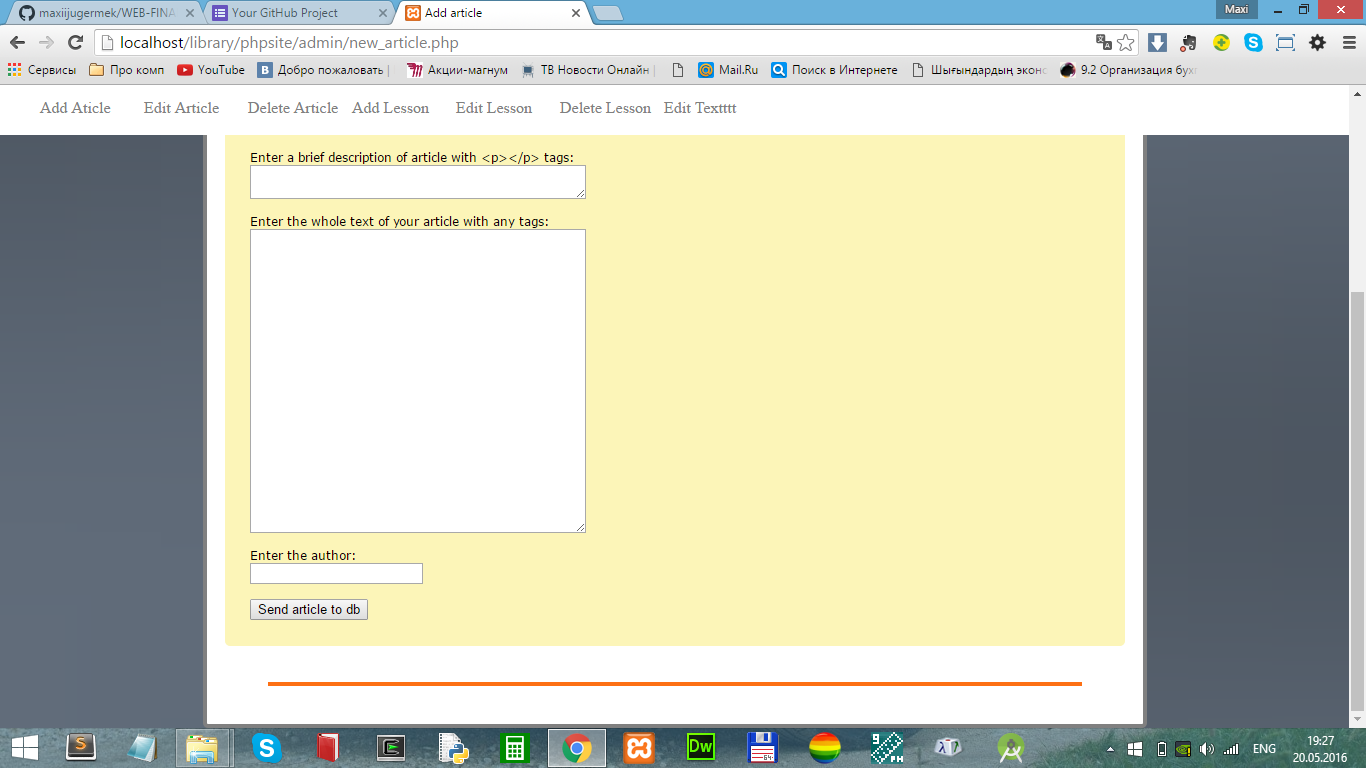 maxiijugermek/WEB-FINA
Your GitHub Project
Add article
Maxi
localhost/library/phpsite/admin/new_article.php
Сервисы
Про комп
YouTube
Добро пожаловать |
Акции-магнум
ТВ Новости Онлайн |
Mail.Ru
Поиск в Интернете
Шығындардың экон
9.2 Организация бух
Add Aticle
Edit Article
Delete Article
Add Lesson
Edit Lesson
Delete Lesson
Edit Textttt
Enter a brief description of article with <p></p> tags:
Enter the whole text of your article with any tags:
Enter the author:
Send article to db
Dw
64
PH
ENG
19:27
20.05.2016